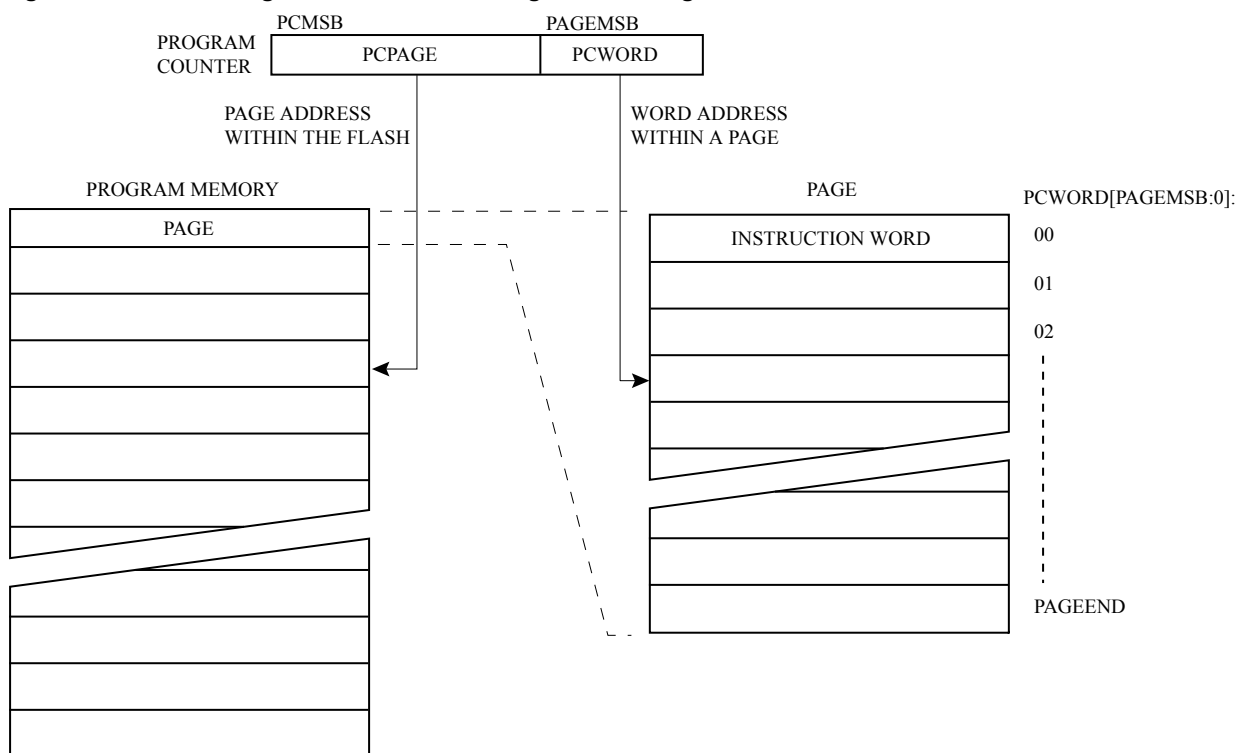 PCMSB
PAGEMSB
PROGRAM
COUNTER
PCPAGE
PCWORD
PAGE ADDRESS
WITHIN THE FLASH
WORD ADDRESS
WITHIN A PAGE
PROGRAM MEMORY
PAGE
PAGE
PCWORD[PAGEMSB:0]:
INSTRUCTION WORD
00
01
02
PAGEEND